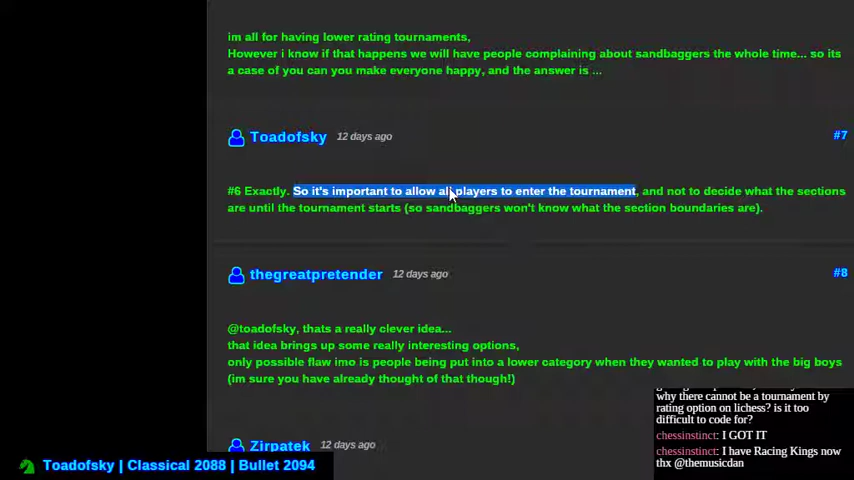 im all for having lower rating tournaments,
However i know if that happens we will have people complaining about sandbaggers the whole time... so its
a case of you can you make everyone happy, and the answer is ...
Toadofsky 12 days ago #7
#6 Exactly. So it's important to allow all players to enter the tournament, and not to decide what the sections
are until the tournament starts (so sandbaggers won't know what the section boundaries are).
thegreatpretender 12 days ago #8
@toadofsky, thats a really clever idea...
that idea brings up some really interesting options,
only possible flaw imo is people being put into a lower category when they wanted to play with the big boys
(im sure you have already thought of that though!)
Zirpatek 12 days ago
why there cannot be a tournament by
rating option on lichess? is it too
difficult to code for?
chessinstinct: I GOT IT
chessinstinct: I have Racing Kings now
thx @themusicdan
Toadofsky | Classical 2088 | Bullet 2094